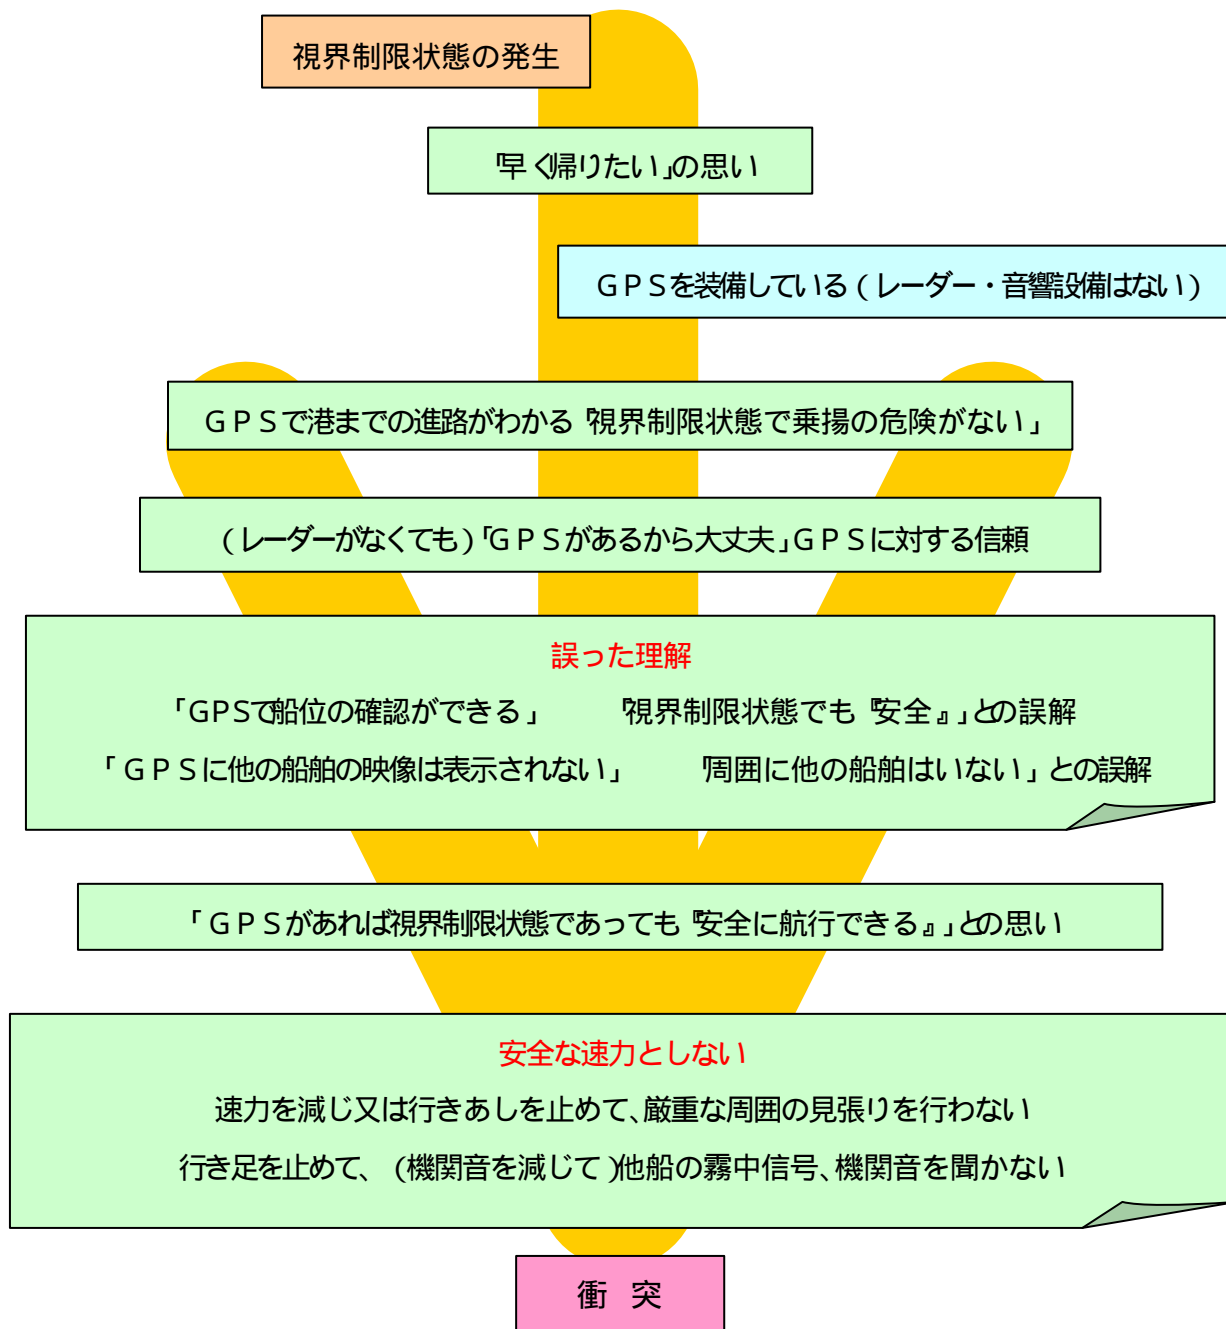 視界制限状態の発生
「早く帰りたい」の思い
GPSを装備している(レーダー・音響設備はない)
GPSで港までの進路がわかる「視界制限状態で乗揚の危険がない」
(レーダーがなくても)「GPSがあるから大丈夫」GPSに対する信頼
誤った理解
「GPSで船位の確認ができる」 「視界制限状態でも『安全』」との誤解
「GPSに他の船舶の映像は表示されない」 「周囲に他の船舶はいない」との誤解
「GPSがあれば視界制限状態であっても『安全に航行できる』」との思い
安全な速力としない
速力を減じ又は行きあしを止めて、厳重な周囲の見張りを行わない
行き足を止めて、(機関音を減じて)他船の霧中信号、機関音を聞かない
衝 突